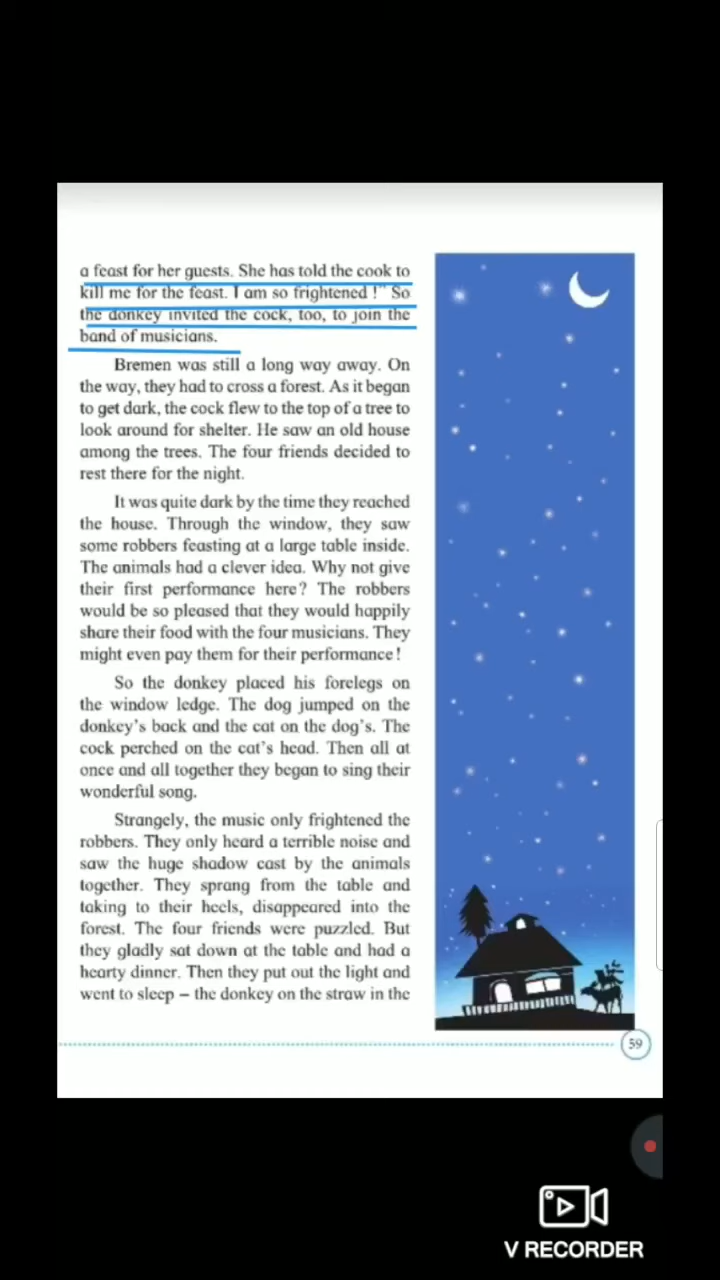 a feast for her guests. She has told the cook to
kill me for the feast. I am so frightened !" So
the donkey invited the cock, too, to join the
band of musicians.
Bremen was still a long way away. On
the way, they had to cross a forest. As it began
to get dark, the cock flew to the top of a tree to
look around for shelter. He saw an old house
among the trees. The four friends decided to
rest there for the night.
It was quite dark by the time they reached
the house. Through the window, they saw
some robbers feasting at a large table inside.
The animals had a clever idea. Why not give
their first performance here? The robbers
would be so pleased that they would happily
share their food with the four musicians. They
might even pay them for their performance !
So the donkey placed his forelegs on
the window ledge. The dog jumped on the
donkey's back and the cat on the dog's. The
cock perched on the cat's head. Then all at
once and all together they began to sing their
wonderful song.
Strangely, the music only frightened the
robbers. They only heard a terrible noise and
saw the huge shadow cast by the animals
together. They sprang from the table and
taking to their heels, disappeared into the
forest. The four friends were puzzled. But
they gladly sat down at the table and had a
hearty dinner. Then they put out the light and
went to sleep – the donkey on the straw in the
59
V RECORDER